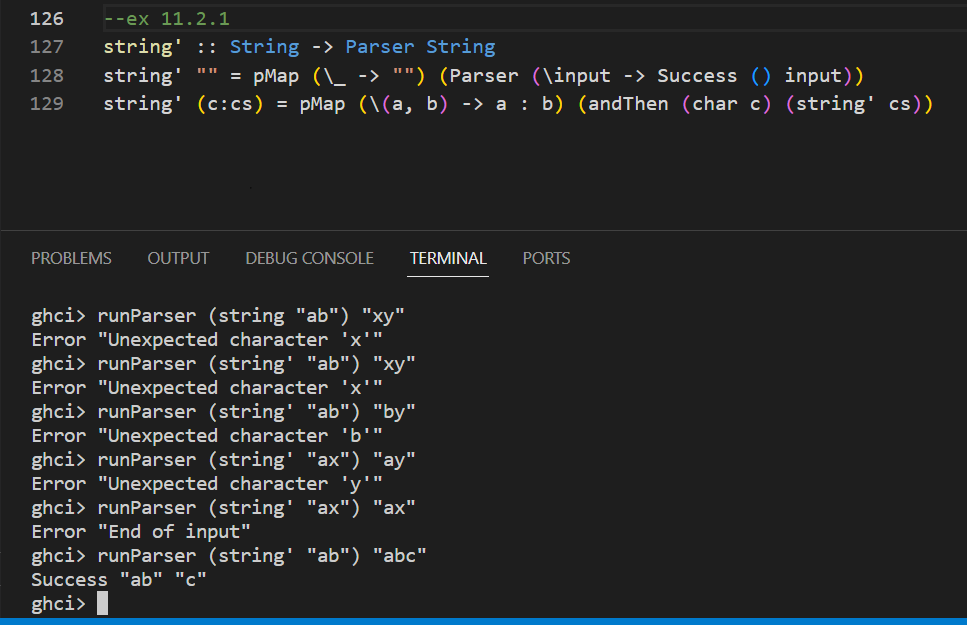 126 --ex 11.2.1
127 string' :: String -> Parser String
128 string' "" = pMap (\_ -> "") (Parser (\input -> Success () input))
129 string' (c:cs) = pMap (\(a, b) -> a : b) (andThen (char c) (string' cs))
PROBLEMS OUTPUT DEBUG CONSOLE TERMINAL PORTS
ghci> runParser (string "ab") "xy"
Error "Unexpected character 'x'"
ghci> runParser (string' "ab") "xy"
Error "Unexpected character 'x'"
ghci> runParser (string' "ab") "by"
Error "Unexpected character 'b'"
ghci> runParser (string' "ax") "ay"
Error "Unexpected character 'y'"
ghci> runParser (string' "ax") "ax"
Error "End of input"
ghci> runParser (string' "ab") "abc"
Success "ab" "c"
ghci>